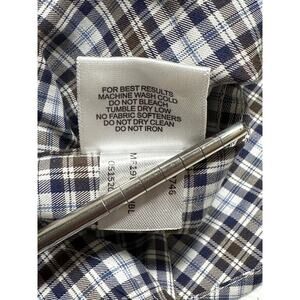 FOR BEST RESULTS
MACHINE WASH COLD
DO NOT BLEACH
TUMBLE DRY LOW
NO FABRIC SOFTENERS
DO NOT DRY CLEAN
DO NOT IRON